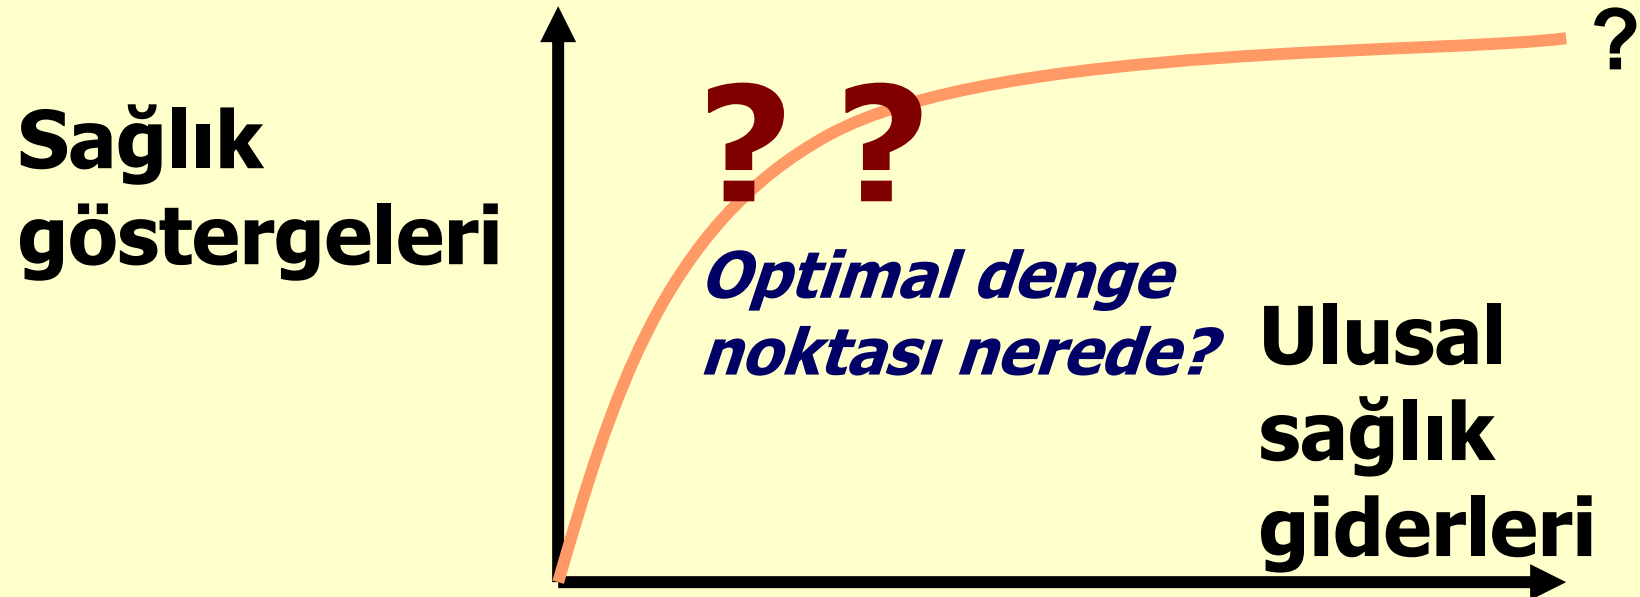 ?
? ?
Sağlık
göstergeleri
Optimal denge
noktası nerede?
Ulusal
sağlık
giderleri